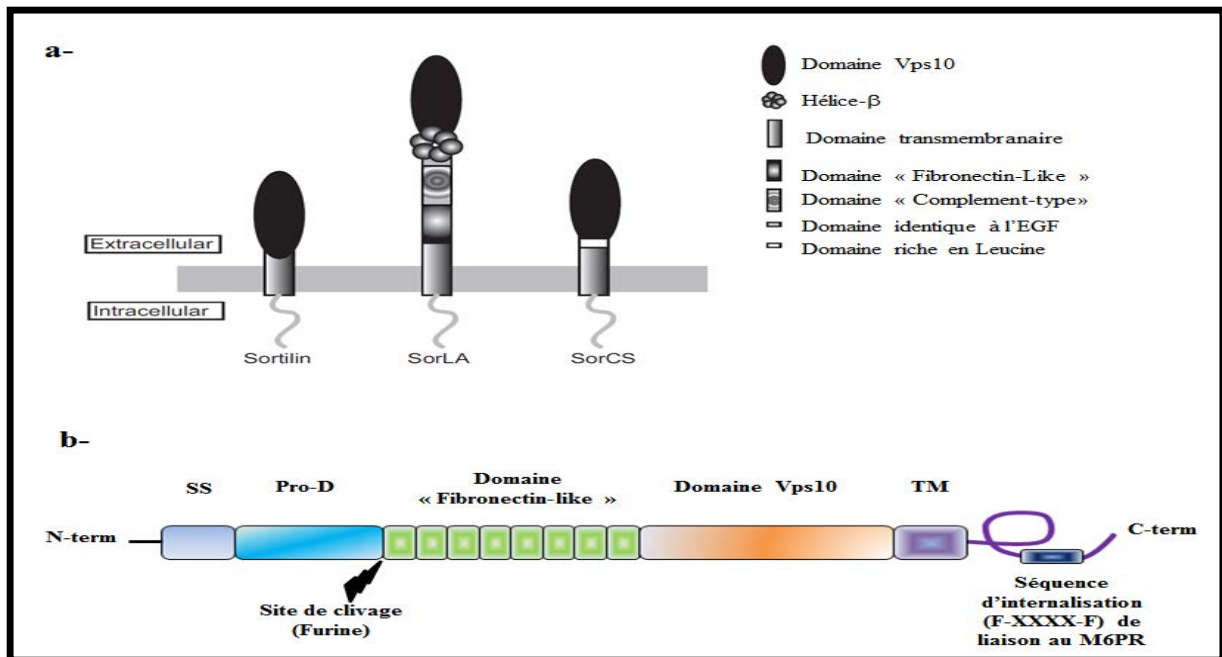 a-
Domaine Vps10
Hélice-β
Domaine transmembranaire
Domaine « Fibronectin-Like »
Domaine « Complement-type»
Domaine identique à l'EGF
Domaine riche en Leucine
Extracellular
Intracellular
Sortilin
SorLA
SorCS
b-
SS
Pro-D
Domaine
« Fibronectin-like »
Domaine Vps10
TM
N-term
C-term
Site de clivage
(Furine)
Séquence
d'internalisation
(F-XXXX-F) de
liaison au M6PR